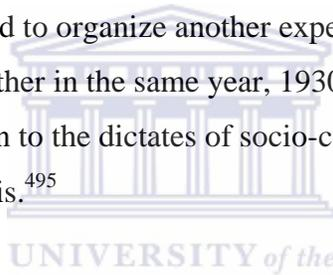 d to organize another expe
ther in the same year, 1930
n to the dictates of socio-c
is.495
UNIVERSITY of the